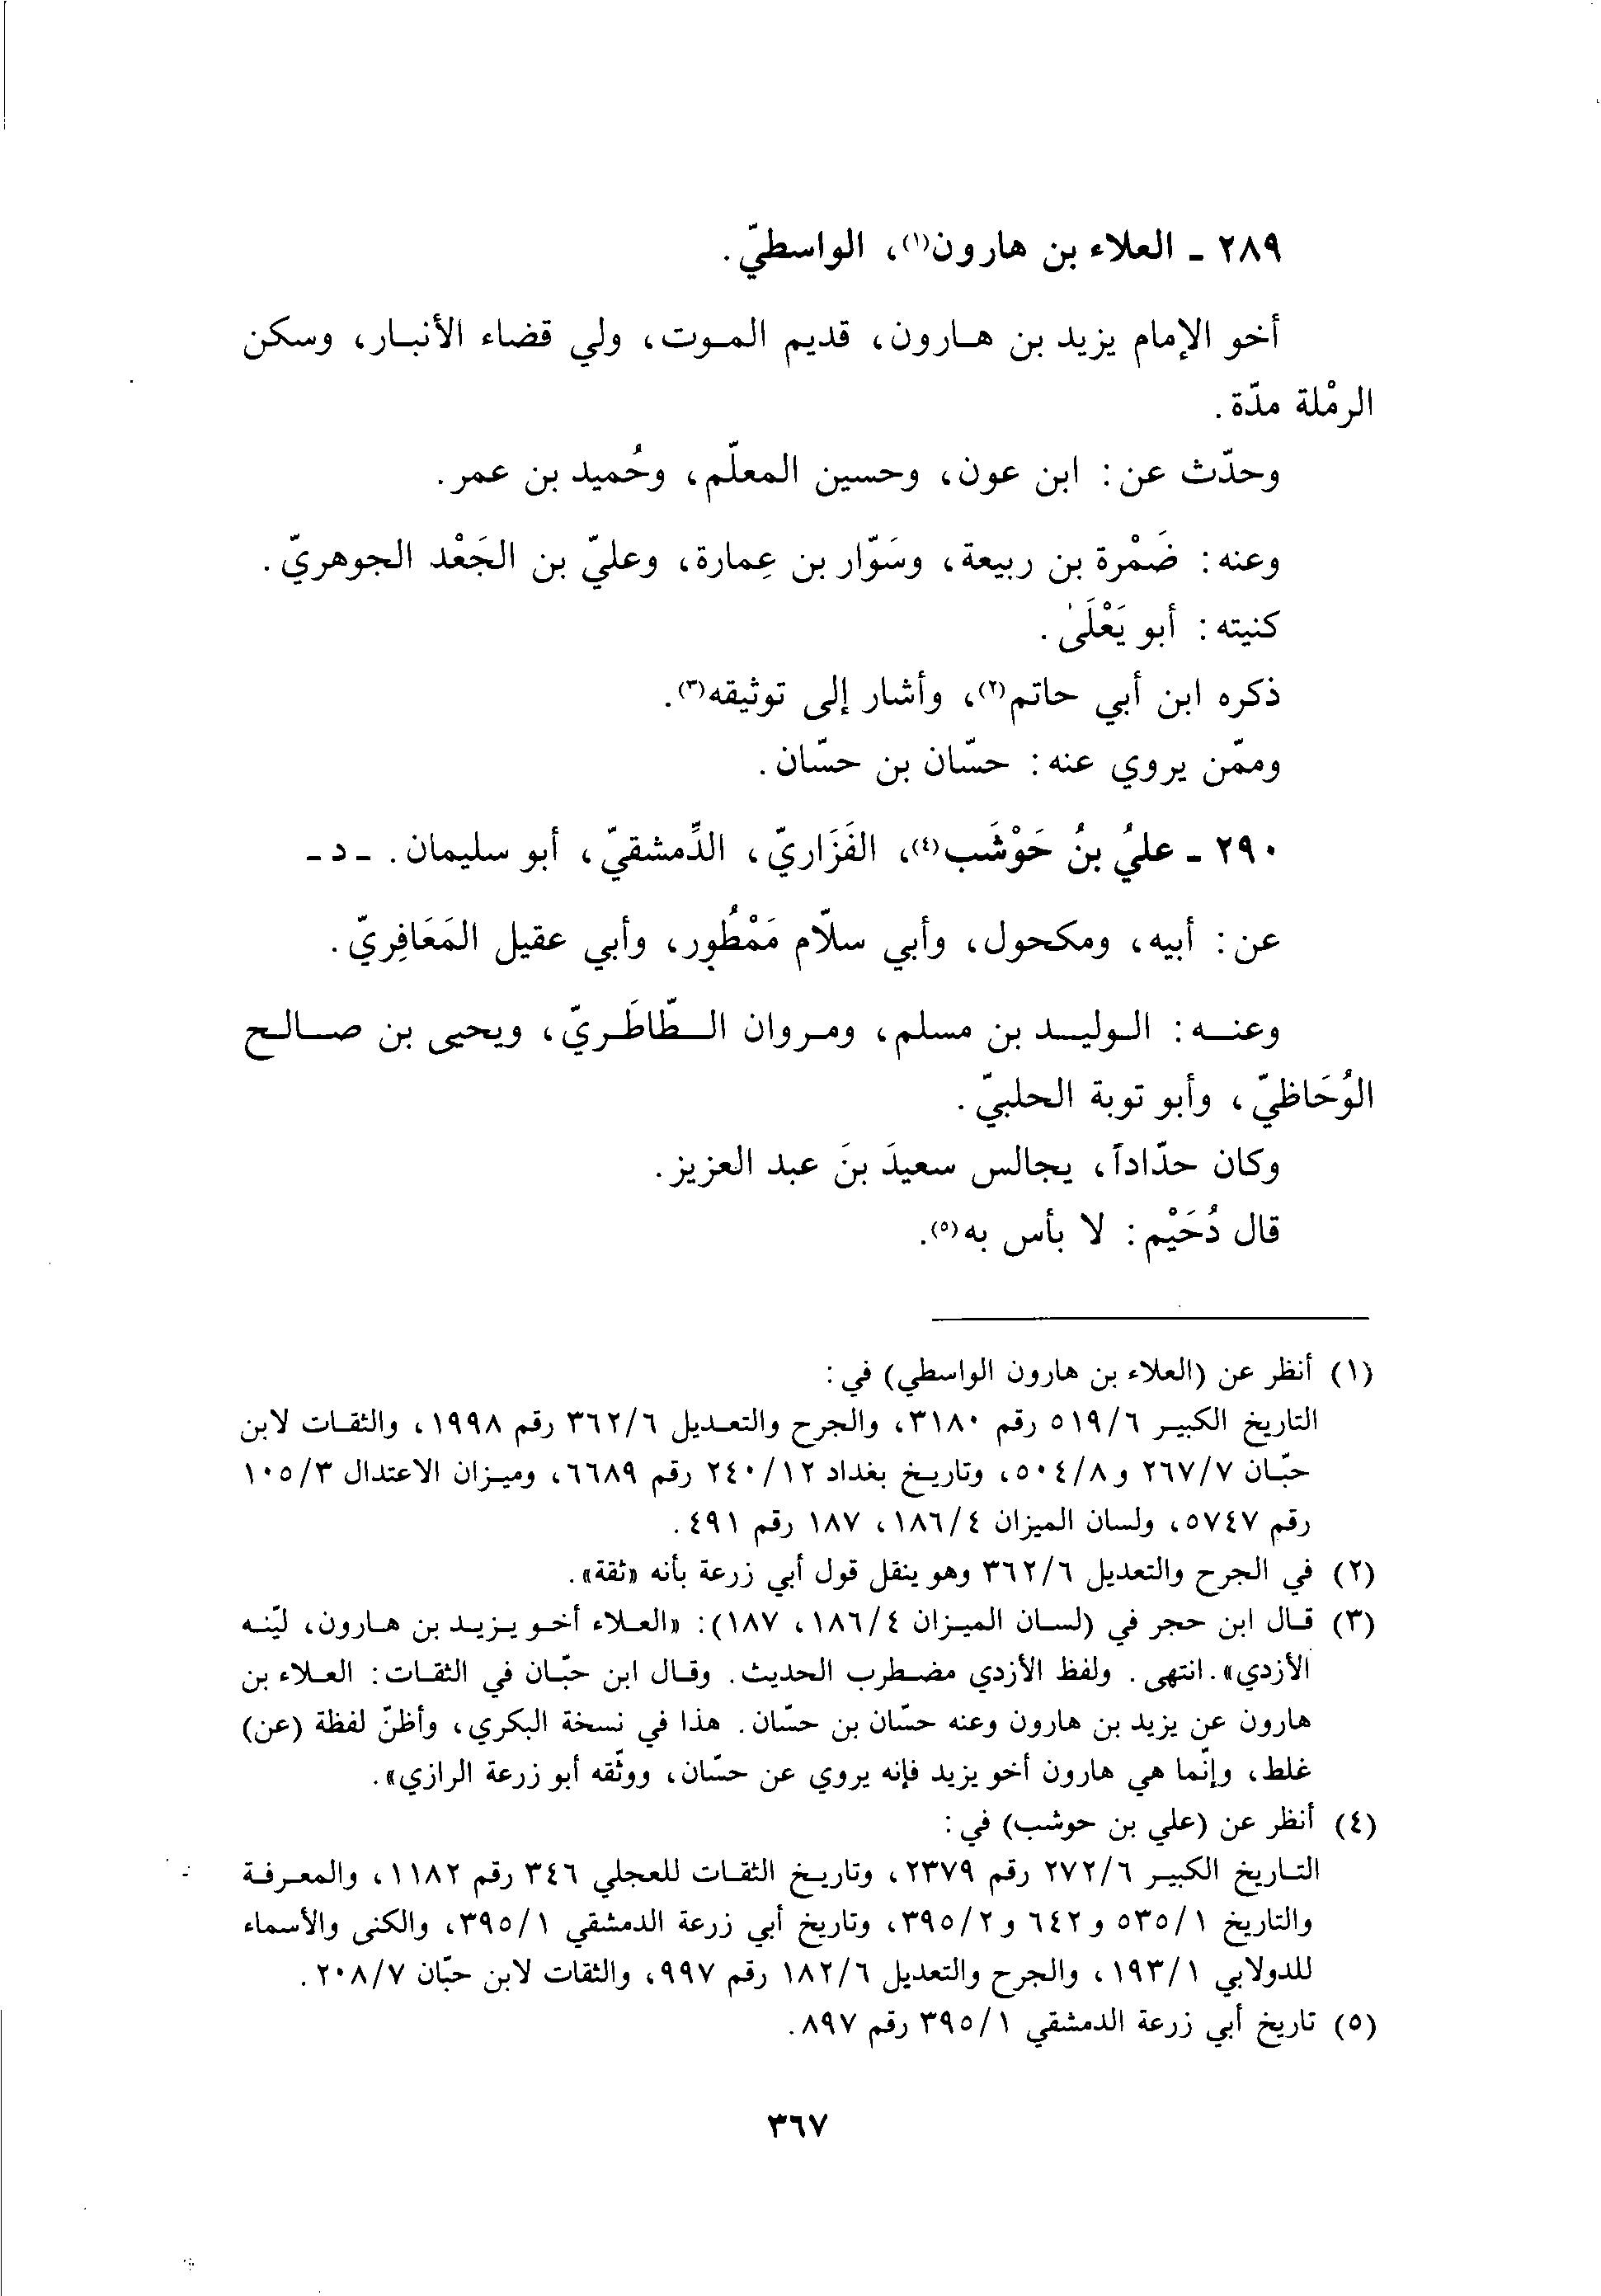 ٢٨٩ - العلاء بن هارون(١)، الواسطيّ.
أخو الإمام يزيد بن هارون، قديم الموت، ولي قضاء الأنبار، وسكن
الرمْلة مدّة.
وحدّث عن: ابن عون، وحسين المعلّم، وحُميد بن عمر.
وعنه: ضَمْرة بن ربيعة، وسَوّار بن عِمارة، وعليّ بن الجَعْد الجوهريّ.
كنيته: أبو يَعْلَىٰ.
ذكره ابن أبي حاتم(٢)، وأشار إلى توثيقه(٣).
وممّن يروي عنه: حسّان بن حسّان.
٢٩٠ - عليُ بنُ حَوْشَب(٤)، الفَزَاريّ، الدِّمشقيّ، أبو سليمان. - د -
عن: أبيه، ومكحول، وأبي سلّام مَمْطُور، وأبي عقيل المَعَافِريّ.
وعنه: الوليد بن مسلم، ومروان الطّاطَريّ، ويحيى بن صالح
الوُحَاظيّ، وأبو توبة الحلبيّ.
وكان حدّاداً، يجالس سعيدَ بنَ عبد العزيز.
قال دُحَيْم: لا بأس به(٥).
(١) أنظر عن (العلاء بن هارون الواسطي) في:
التاريخ الكبير ٥١٩/٦ رقم ٣١٨٠، والجرح والتعديل ٣٦٢/٦ رقم ١٩٩٨، والثقات لابن
حبّان ٢٦٧/٧ و٥٠٤/٨، وتاريخ بغداد ٢٤٠/١٢ رقم ٦٦٨٩، وميزان الاعتدال ١٠٥/٣
رقم ٥٧٤٧، ولسان الميزان ١٨٦/٤، ١٨٧ رقم ٤٩١.
(٢) في الجرح والتعديل ٣٦٢/٦ وهو ينقل قول أبي زرعة بأنه «ثقة».
(٣) قال ابن حجر في (لسان الميزان ١٨٦/٤، ١٨٧): «العلاء أخو يزيد بن هارون، ليّنه
الأزدي». انتهى. ولفظ الأزدي مضطرب الحديث. وقال ابن حبّان في الثقات: العلاء بن
هارون عن يزيد بن هارون وعنه حسّان بن حسّان. هذا في نسخة البكري، وأظنّ لفظة (عن)
غلط، وإنّما هي هارون أخو يزيد فإنه يروي عن حسّان، ووثّقه أبو زرعة الرازي».
(٤) أنظر عن (علي بن حوشب) في:
التاريخ الكبير ٢٧٢/٦ رقم ٢٣٧٩، وتاريخ الثقات للعجلي ٣٤٦ رقم ١١٨٢، والمعرفة
والتاريخ ٥٣٥/١ و٦٤٢ و٣٩٥/٢، وتاريخ أبي زرعة الدمشقي ٣٩٥/١، والكنى والأسماء
للدولابي ١٩٣/١، والجرح والتعديل ١٨٢/٦ رقم ٩٩٧، والثقات لابن حبّان ٢٠٨/٧.
(٥) تاريخ أبي زرعة الدمشقي ٣٩٥/١ رقم ٨٩٧.
٣٦٧